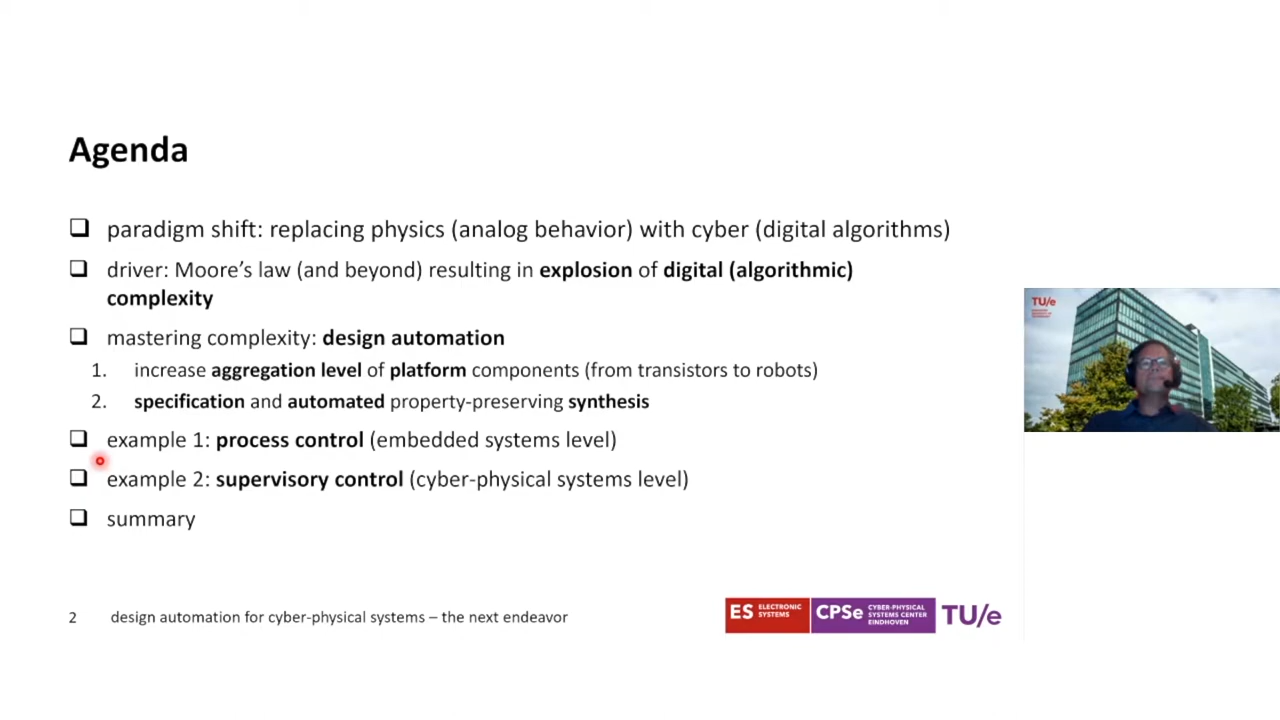 Agenda
❑ paradigm shift: replacing physics (analog behavior) with cyber (digital algorithms)
❑ driver: Moore’s law (and beyond) resulting in explosion of digital (algorithmic)
complexity
❑ mastering complexity: design automation
1. increase aggregation level of platform components (from transistors to robots)
2. specification and automated property-preserving synthesis
❑ example 1: process control (embedded systems level)
❑ example 2: supervisory control (cyber-physical systems level)
❑ summary
TU/e
2 design automation for cyber-physical systems – the next endeavor
ES ELECTRONIC
SYSTEMS
CPSe CYBER-PHYSICAL
SYSTEMS CENTER
EINDHOVEN
TU/e